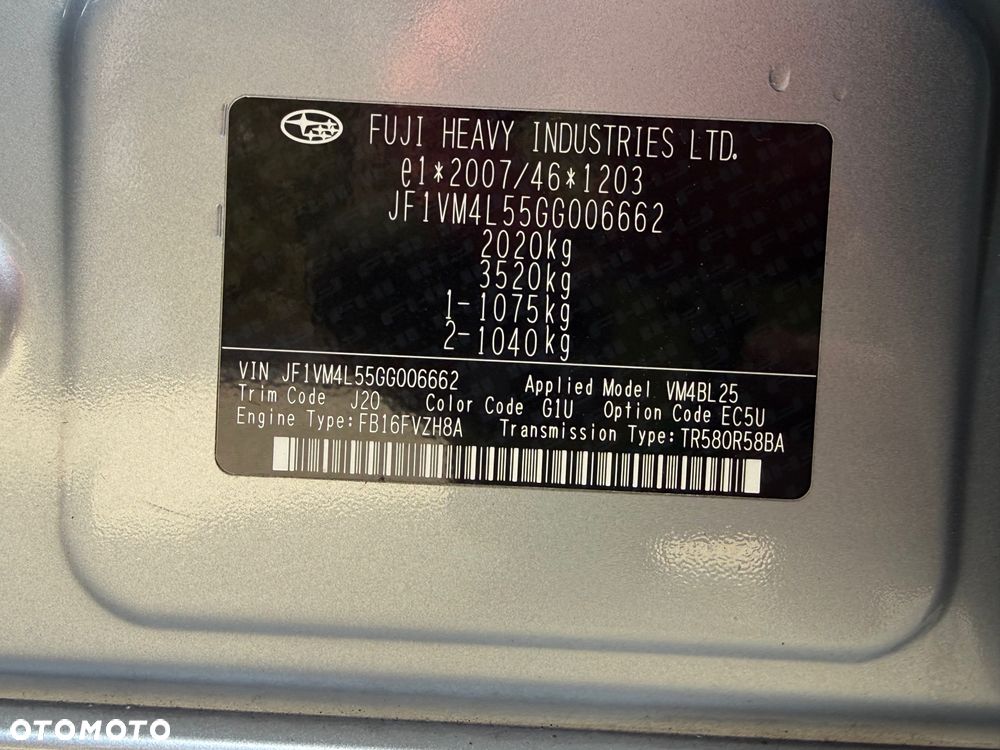 FUJI HEAVY INDUSTRIES LTD.
e1*2007/46*1203
JF1VM4L55GG006662
2020kg
3520kg
1-1075kg
2-1040kg
VIN JF1VM4L55GG006662 Applied Model VM4BL25
Trim Code J20 Color Code G1U Option Code EC5U
Engine Type:FB16FVZH8A Transmission Type:TR580R58BA
OTOMOTO